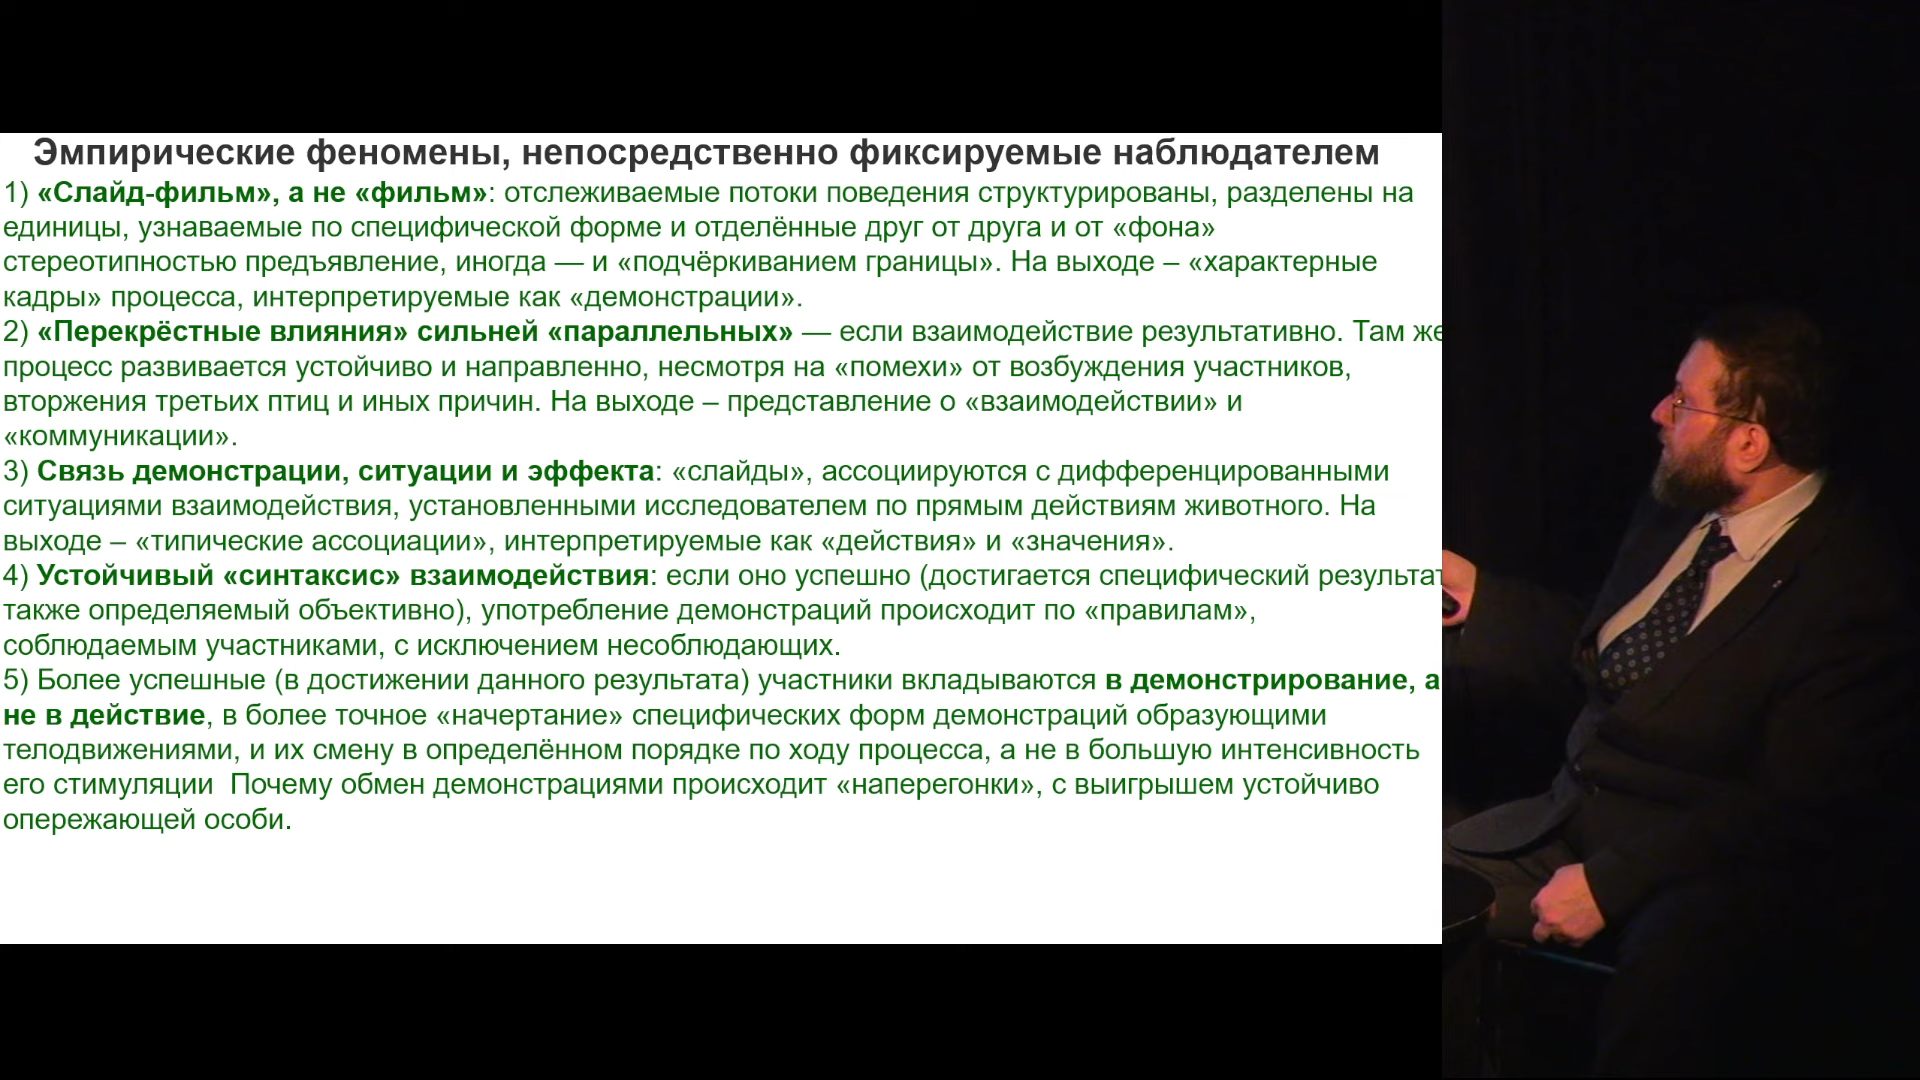 Эмпирические феномены, непосредственно фиксируемые наблюдателем
1) «Слайд-фильм», а не «фильм»: отслеживаемые потоки поведения структурированы, разделены на
единицы, узнаваемые по специфической форме и отделённые друг от друга и от «фона»
стереотипностью предъявление, иногда — и «подчёркиванием границы». На выходе – «характерные
кадры» процесса, интерпретируемые как «демонстрации».
2) «Перекрёстные влияния» сильней «параллельных» — если взаимодействие результативно. Там же
процесс развивается устойчиво и направленно, несмотря на «помехи» от возбуждения участников,
вторжения третьих птиц и иных причин. На выходе – представление о «взаимодействии» и
«коммуникации».
3) Связь демонстрации, ситуации и эффекта: «слайды», ассоциируются с дифференцированными
ситуациями взаимодействия, установленными исследователем по прямым действиям животного. На
выходе – «типические ассоциации», интерпретируемые как «действия» и «значения».
4) Устойчивый «синтаксис» взаимодействия: если оно успешно (достигается специфический результат
также определяемый объективно), употребление демонстраций происходит по «правилам»,
соблюдаемым участниками, с исключением несоблюдающих.
5) Более успешные (в достижении данного результата) участники вкладываются в демонстрирование, а
не в действие, в более точное «начертание» специфических форм демонстраций образующими
телодвижениями, и их смену в определённом порядке по ходу процесса, а не в большую интенсивность
его стимуляции Почему обмен демонстрациями происходит «наперегонки», с выигрышем устойчиво
опережающей особи.